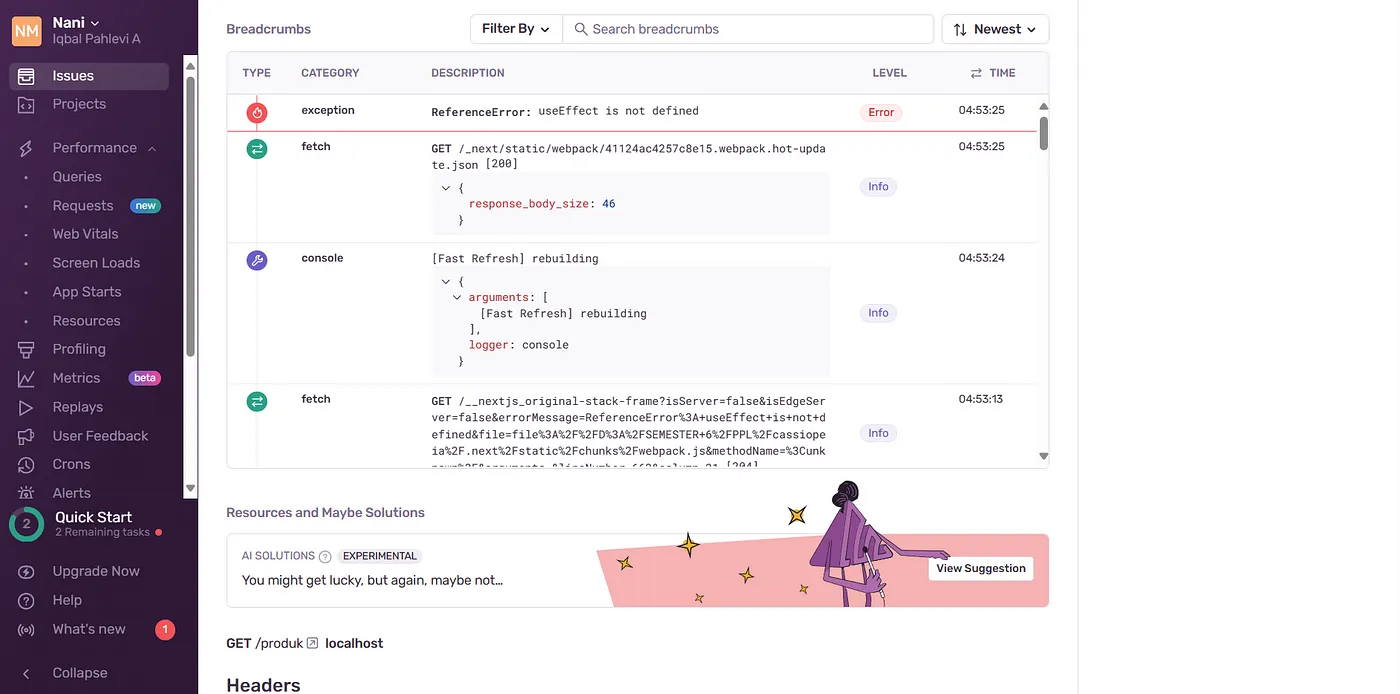 NM
Nani
Iqbal Pahlevi A
Issues
Projects
Performance
Queries
Requests new
Web Vitals
Screen Loads
App Starts
Resources
Profiling
Metrics beta
Replays
User Feedback
Crons
Alerts
2
Quick Start
2 Remaining tasks
Upgrade Now
Help
What's new 1
Collapse
Breadcrumbs
Filter By
Search breadcrumbs
Newest
TYPE CATEGORY DESCRIPTION LEVEL TIME
exception ReferenceError: useEffect is not defined Error 04:53:25
fetch GET /_next/static/webpack/41124ac4257c8e15.webpack.hot-upda 04:53:25
te.json [200]
{ Info
response_body_size: 46
}
console [Fast Refresh] rebuilding 04:53:24
{
arguments: [
[Fast Refresh] rebuilding Info
],
logger: console
}
fetch GET /__nextjs_original-stack-frame?isServer=false&isEdgeSer 04:53:13
ver=false&errorMessage=ReferenceError%3A+useEffect+is+not+d
efined&file=file%3A%2F%2FD%3A%2FSEMESTER+6%2FPPL%2Fcassiope Info
ia%2F.next%2Fstatic%2Fchunks%2Fwebpack.js&methodName=%3Cunk
Resources and Maybe Solutions
AI SOLUTIONS ? EXPERIMENTAL
You might get lucky, but again, maybe not...
View Suggestion
GET /produk localhost
Headers